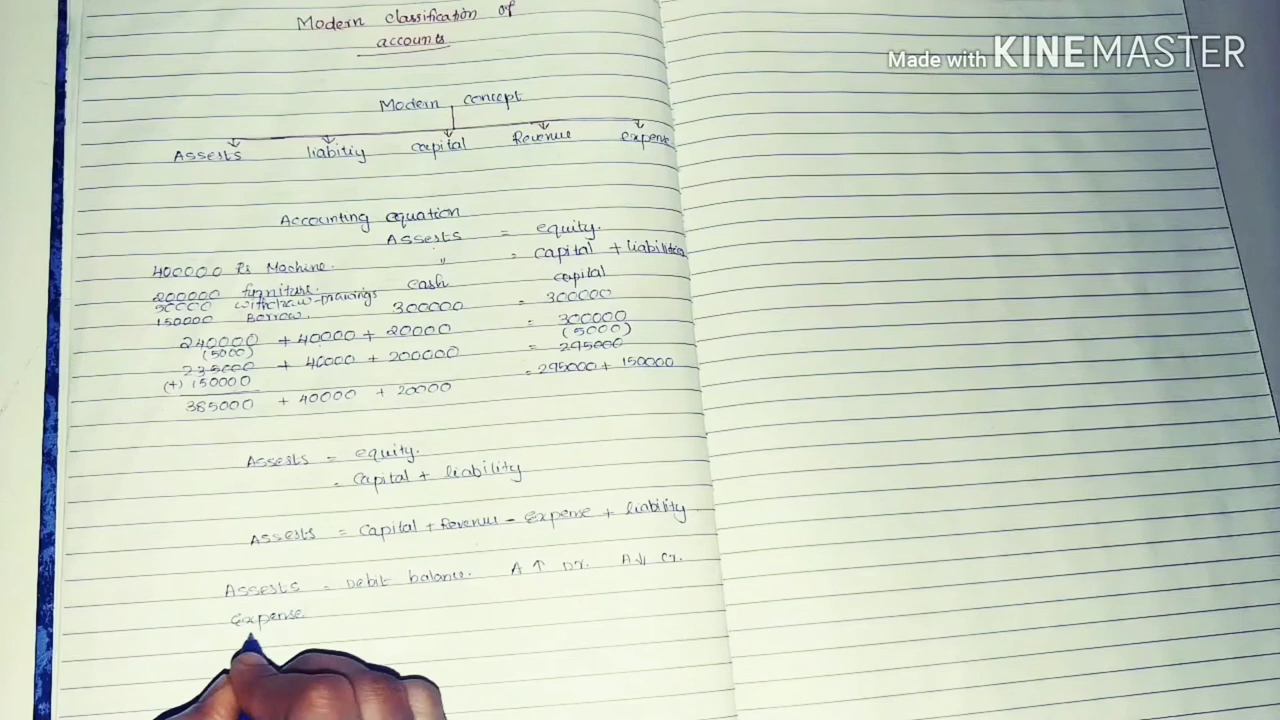 Modern classification of
accounts
Made with KINEMASTER
Modern concept
Assests liabitiy capital Revenue expense
Accounting equation
Assests = equity.
400000 Rs Machine. " = capital + liabilities
200000 furniture. cash capital
50000 withdraw-Drawings
150000 Borrow. 300000 = 300000
240000 + 40000 + 20000 = 300000
(5000) (5000)
235000 + 40000 + 200000 = 295000
(+) 150000
385000 + 40000 + 20000 = 295000 + 150000
Assests = equity.
= Capital + liability
Assests = Capital + Revenue - Expense + liability
Assests = Debit balance. A ↑ Dr. A ↓ Cr.
Expense